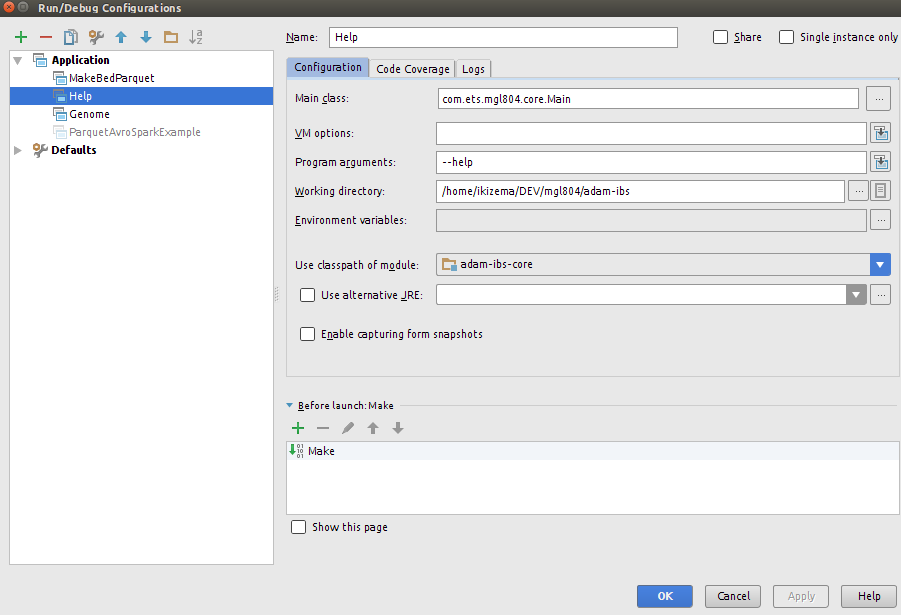 Run/Debug Configurations
Name: Help
Share
Single instance only
Application
MakeBedParquet
Help
Genome
ParquetAvroSparkExample
Defaults
Configuration Code Coverage Logs
Main class: com.ets.mgl804.core.Main
VM options:
Program arguments: --help
Working directory: /home/ikizema/DEV/mgl804/adam-ibs
Environment variables:
Use classpath of module: adam-ibs-core
Use alternative JRE:
Enable capturing form snapshots
Before launch: Make
Make
Show this page
OK Cancel Apply Help